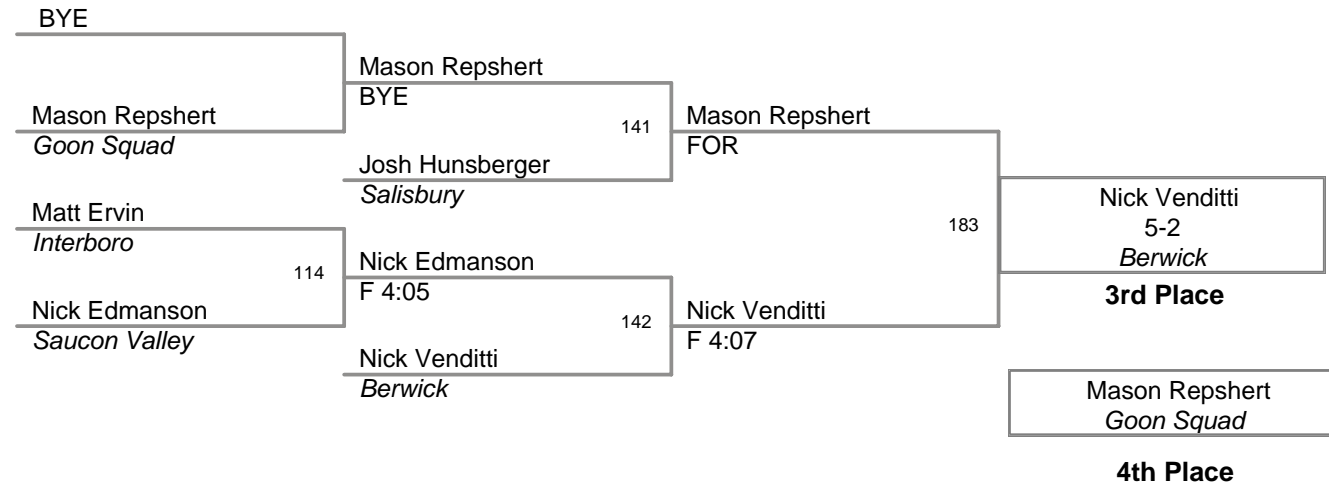 BYE
Mason Repshert
BYE
Mason Repshert
Goon Squad
141
Mason Repshert
FOR
Josh Hunsberger
Salisbury
Matt Ervin
Interboro
183
Nick Venditti
5-2
Berwick
3rd Place
114
Nick Edmanson
F 4:05
Nick Edmanson
Saucon Valley
142
Nick Venditti
F 4:07
Nick Venditti
Berwick
Mason Repshert
Goon Squad
4th Place